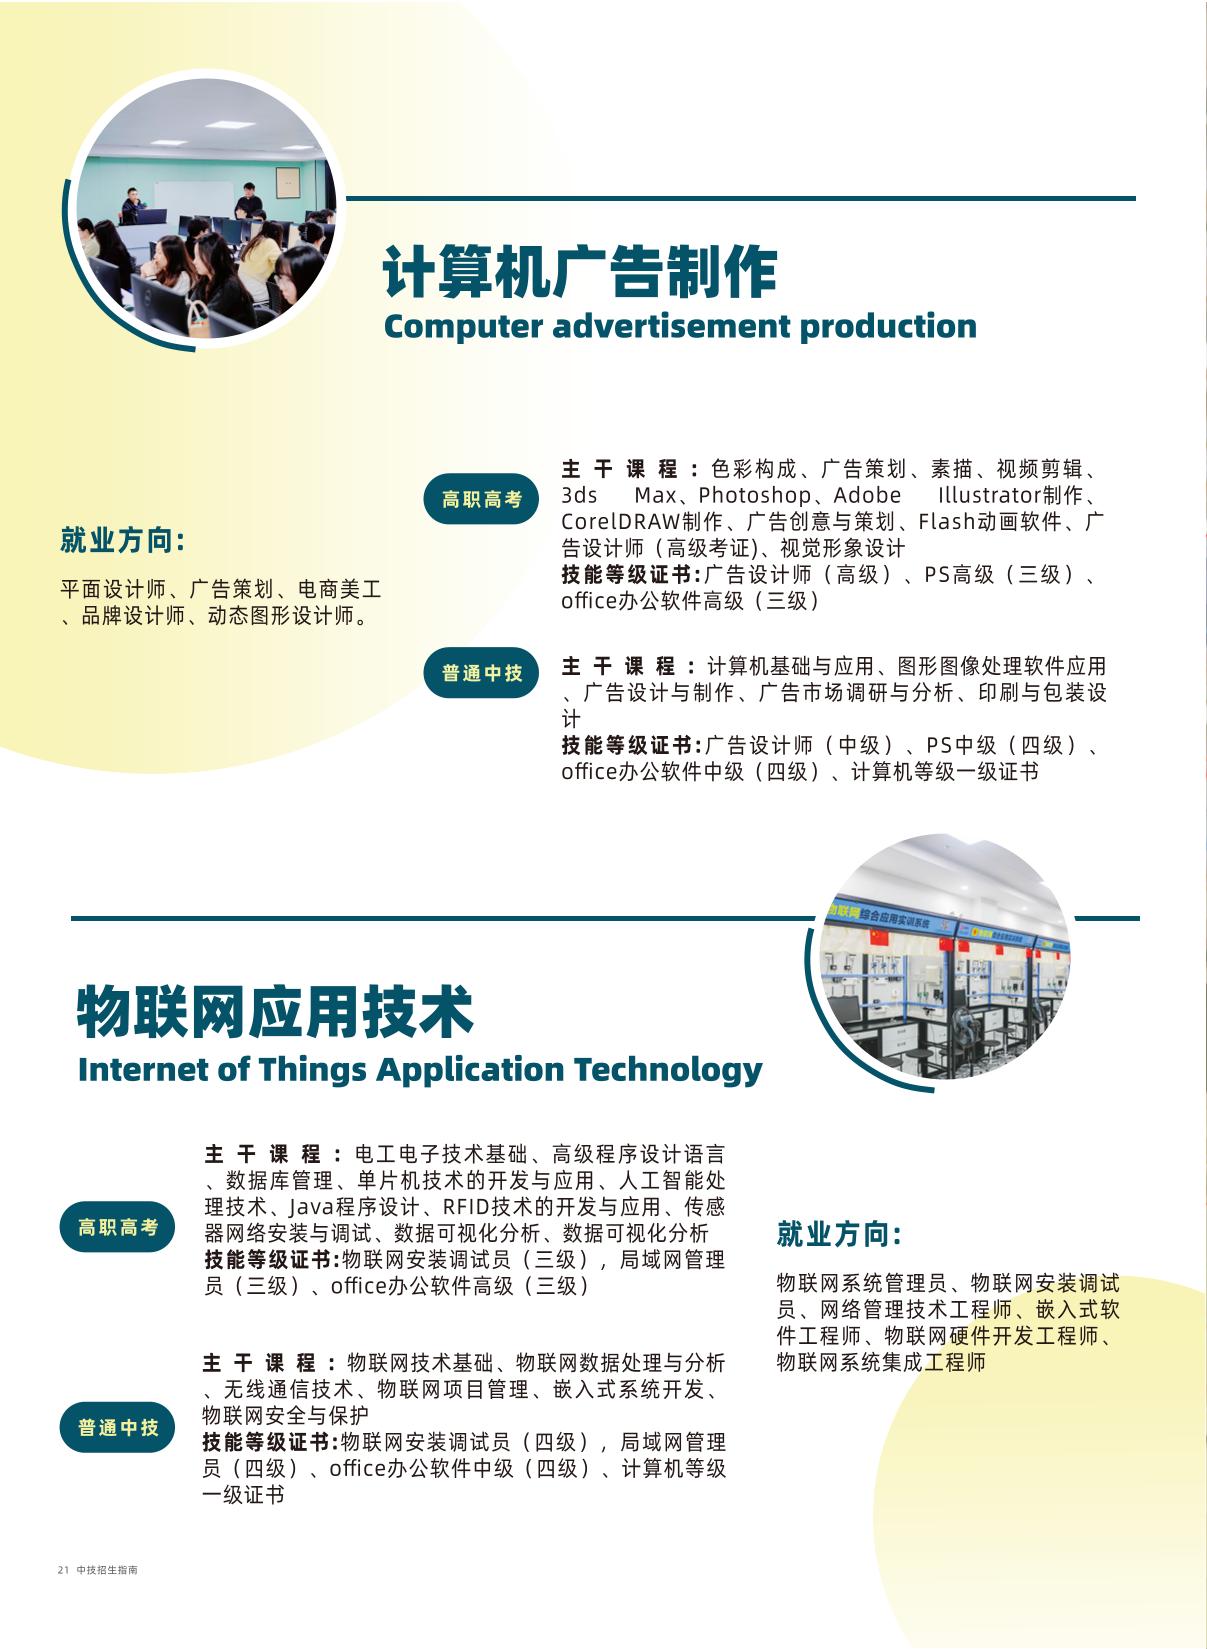 计算机广告制作
Computer advertisement production
就业方向:
平面设计师、广告策划、电商美工
、品牌设计师、动态图形设计师。
高职高考
主干课程：色彩构成、广告策划、素描、视频剪辑、
3ds Max、Photoshop、Adobe Illustrator制作、
CorelDRAW制作、广告创意与策划、Flash动画软件、广
告设计师（高级考证)、视觉形象设计
技能等级证书:广告设计师（高级）、PS高级（三级）、
office办公软件高级（三级）
普通中技
主干课程：计算机基础与应用、图形图像处理软件应用
、广告设计与制作、广告市场调研与分析、印刷与包装设
计
技能等级证书:广告设计师（中级）、PS中级（四级）、
office办公软件中级（四级）、计算机等级一级证书
物联网综合应用实训系统
物联网应用技术
Internet of Things Application Technology
高职高考
主干课程：电工电子技术基础、高级程序设计语言
、数据库管理、单片机技术的开发与应用、人工智能处
理技术、Java程序设计、RFID技术的开发与应用、传感
器网络安装与调试、数据可视化分析、数据可视化分析
技能等级证书:物联网安装调试员（三级），局域网管理
员（三级）、office办公软件高级（三级）
普通中技
主干课程：物联网技术基础、物联网数据处理与分析
、无线通信技术、物联网项目管理、嵌入式系统开发、
物联网安全与保护
技能等级证书:物联网安装调试员（四级），局域网管理
员（四级）、office办公软件中级（四级）、计算机等级
一级证书
就业方向:
物联网系统管理员、物联网安装调试
员、网络管理技术工程师、嵌入式软
件工程师、物联网硬件开发工程师、
物联网系统集成工程师
21 中技招生指南